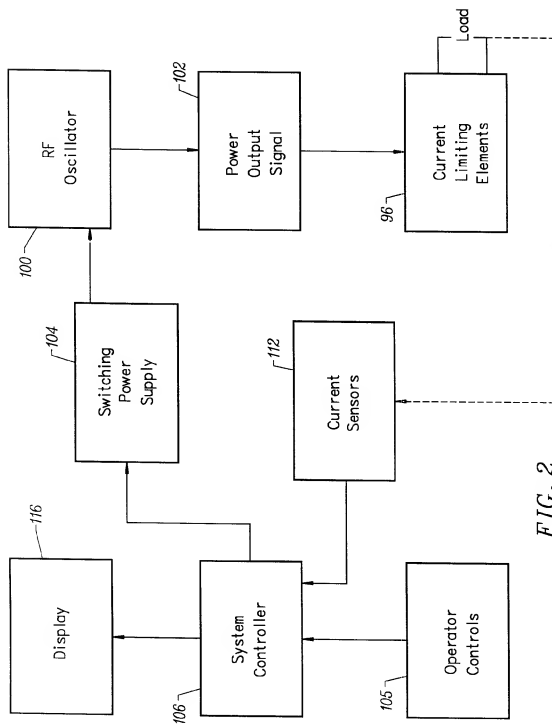 116
Display
106
System
Controller
105
Operator
Controls
104
Switching
Power
Supply
112
Current
Sensors
100
RF
Oscillator
102
Power
Output
Signal
96
Current
Limiting
Elements
Load
FIG. 2